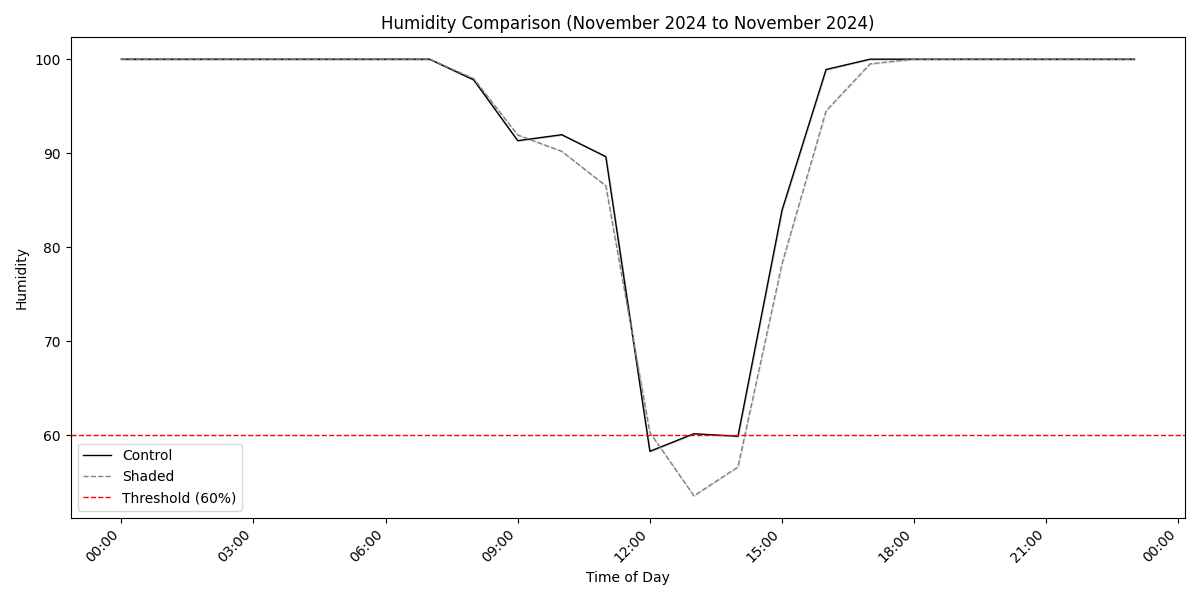 Humidity Comparison (November 2024 to November 2024)
100
90
80
70
60
Humidity
Control
Shaded
Threshold (60%)
00:00
03:00
06:00
09:00
12:00
15:00
18:00
21:00
00:00
Time of Day